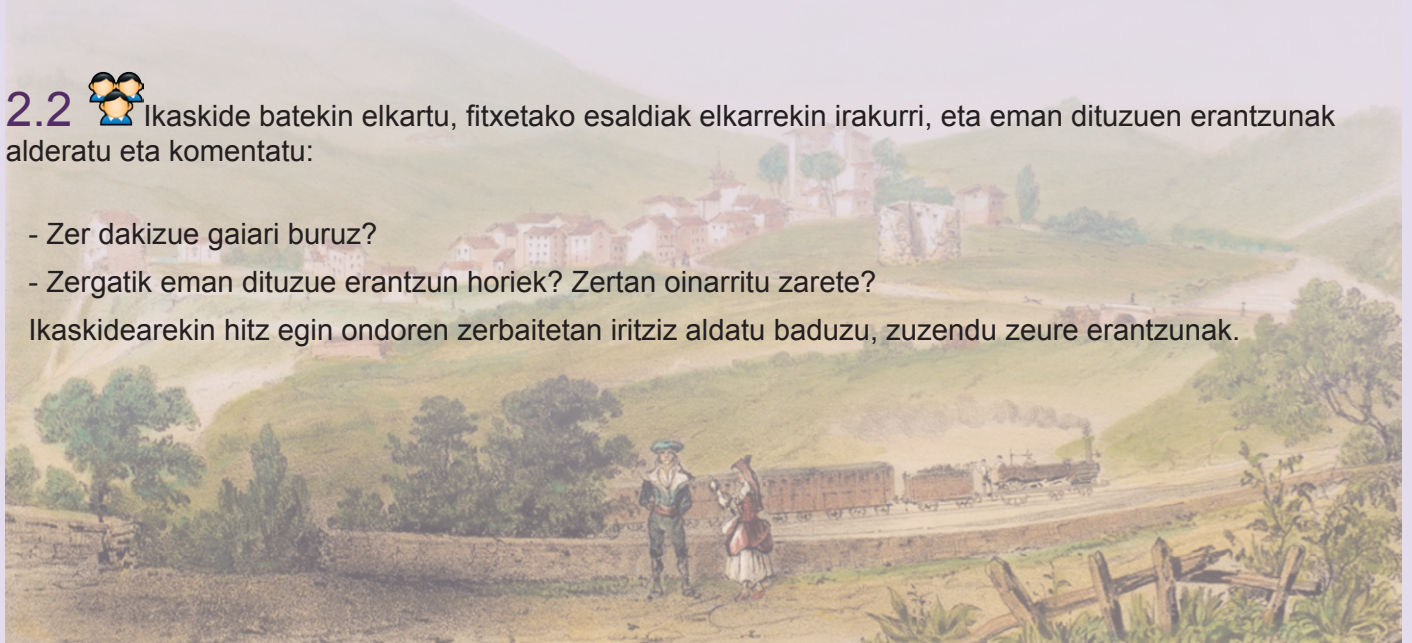 2.2 Ikaskide batekin elkartu, fitxetako esaldiak elkarrekin irakurri, eta eman dituzuen erantzunak
alderatu eta komentatu:
- Zer dakizue gaiari buruz?
- Zergatik eman dituzue erantzun horiek? Zertan oinarritu zarete?
Ikaskidearekin hitz egin ondoren zerbaitetan iritziz aldatu baduzu, zuzendu zeure erantzunak.